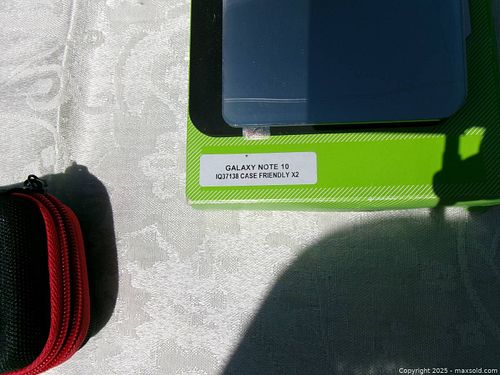 GALAXY NOTE 10
IQ37138 CASE FRIENDLY X2
Copyright 2025 - maxsold.com